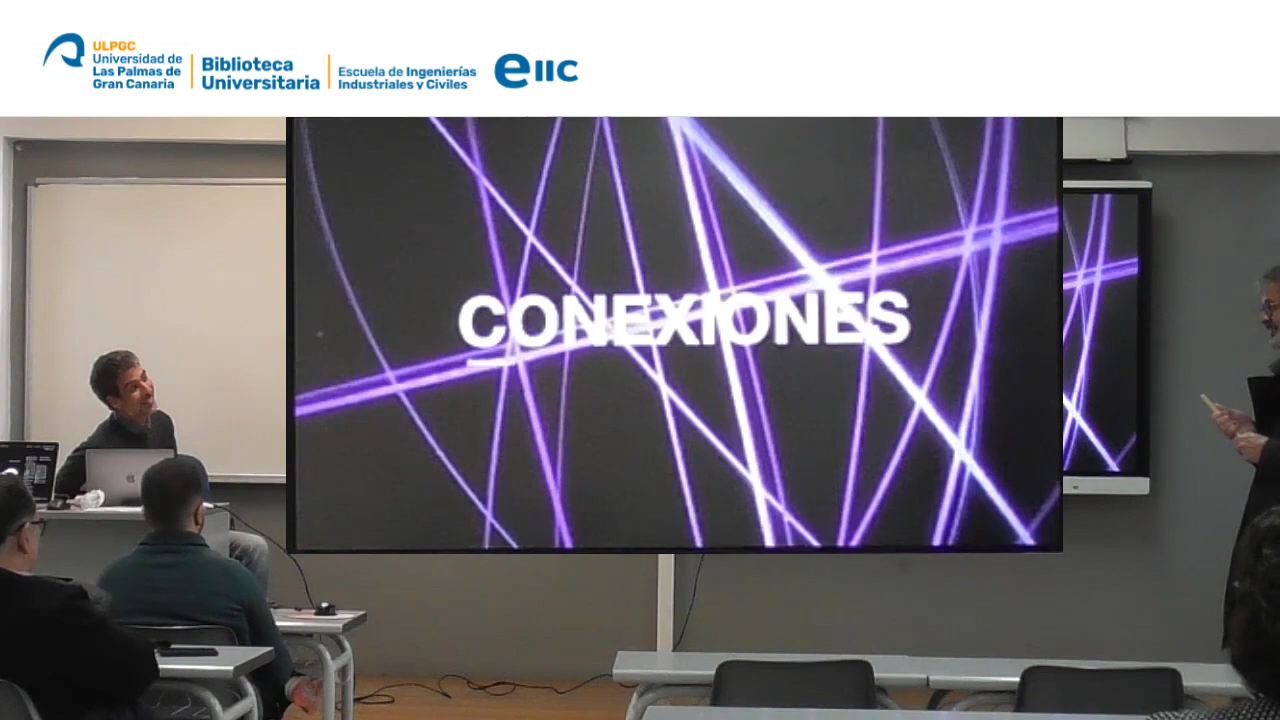 ULPGC
Universidad de
Las Palmas de
Gran Canaria
Biblioteca
Universitaria
Escuela de Ingenierías
Industriales y Civiles
eiic
CONEXIONES